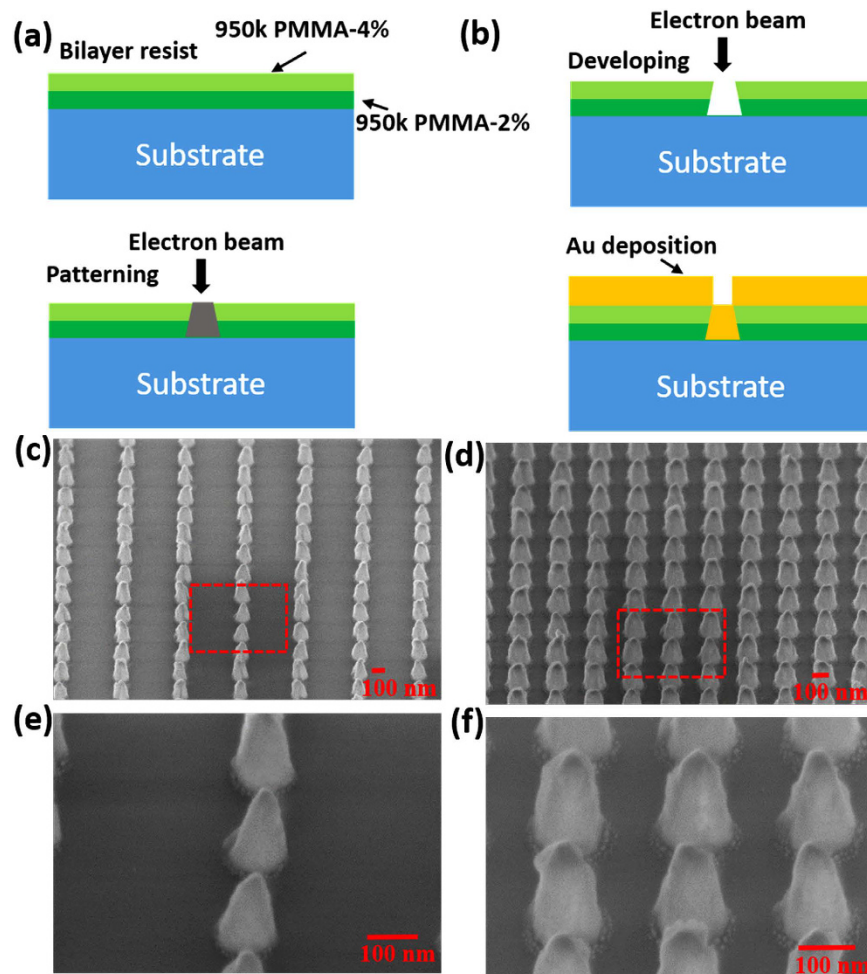 (a)
950k PMMA-4%
Bilayer resist
950k PMMA-2%
Substrate
Electron beam
Patterning
Substrate
(b)
Electron beam
Developing
Substrate
Au deposition
Substrate
(c)
100 nm
(d)
100 nm
(e)
100 nm
(f)
100 nm